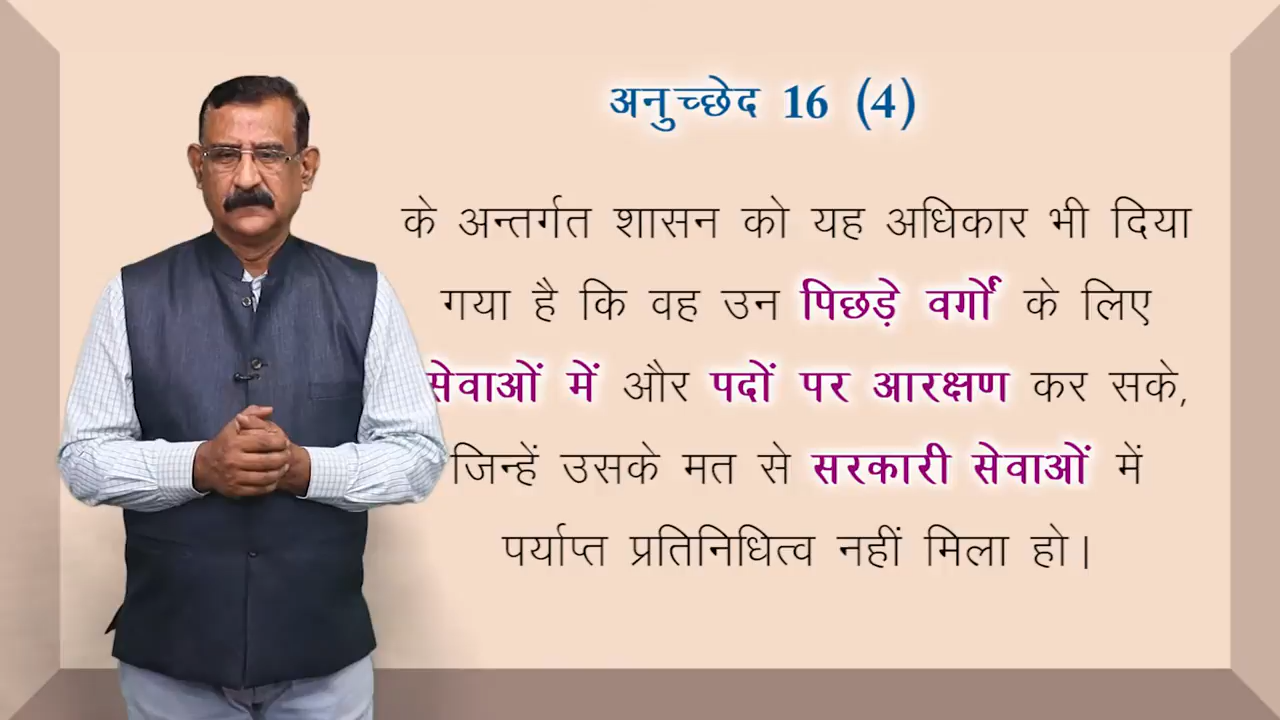 अनुच्छेद 16 (4)
के अन्तर्गत शासन को यह अधिकार भी दिया
गया है कि वह उन पिछड़े वर्गों के लिए
सेवाओं में और पदों पर आरक्षण कर सके,
जिन्हें उसके मत से सरकारी सेवाओं में
पर्याप्त प्रतिनिधित्व नहीं मिला हो।